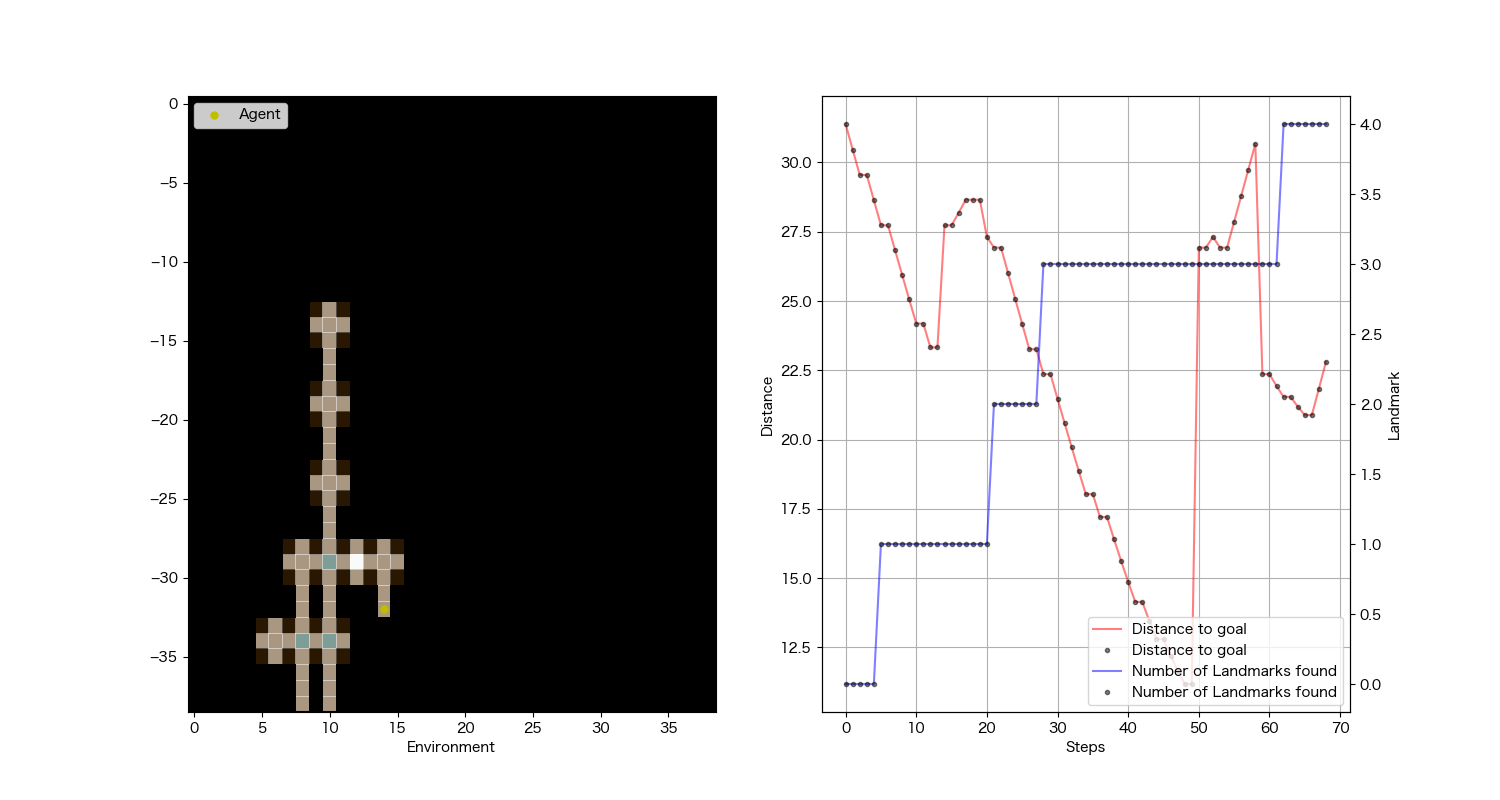 Agent
0
−5
−10
−15
−20
−25
−30
−35
0 5 10 15 20 25 30 35
Environment
30.0
27.5
25.0
22.5
20.0
17.5
15.0
12.5
Distance
4.0
3.5
3.0
2.5
2.0
1.5
1.0
0.5
0.0
Landmark
Distance to goal
Distance to goal
Number of Landmarks found
Number of Landmarks found
0 10 20 30 40 50 60 70
Steps